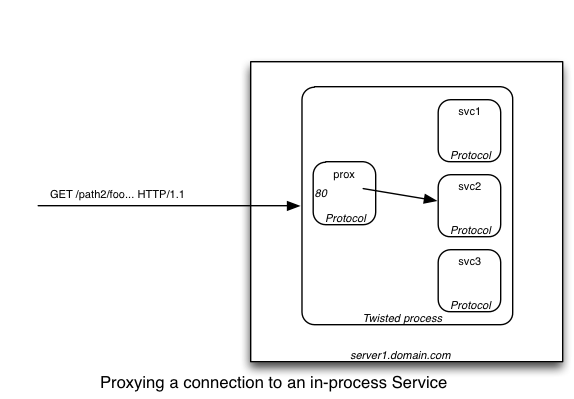 svc1
Protocol
prox
80
Protocol
svc2
Protocol
GET /path2/foo... HTTP/1.1
svc3
Protocol
Twisted process
server1.domain.com
Proxying a connection to an in-process Service